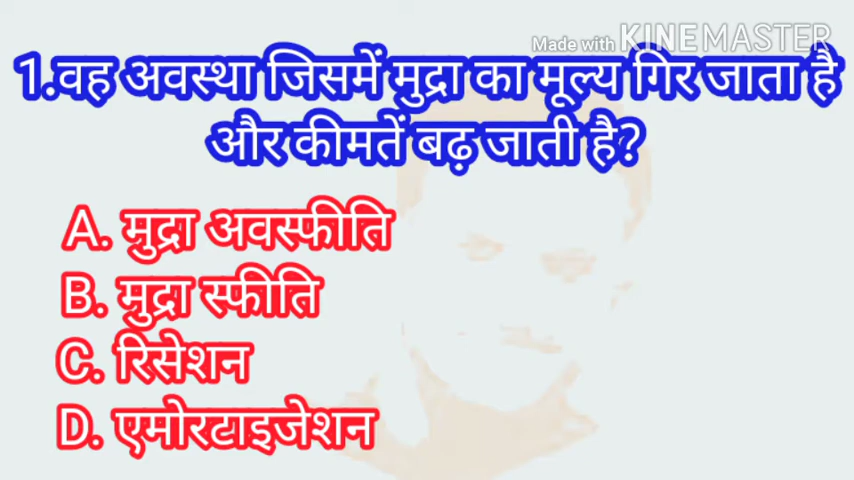 Made with KINEMASTER
1.वह अवस्था जिसमें मुद्रा का मूल्य गिर जाता है
और कीमतें बढ़ जाती है?
A. मुद्रा अवस्फीति
B. मुद्रा स्फीति
C. रिसेशन
D. एमोरटाइजेशन